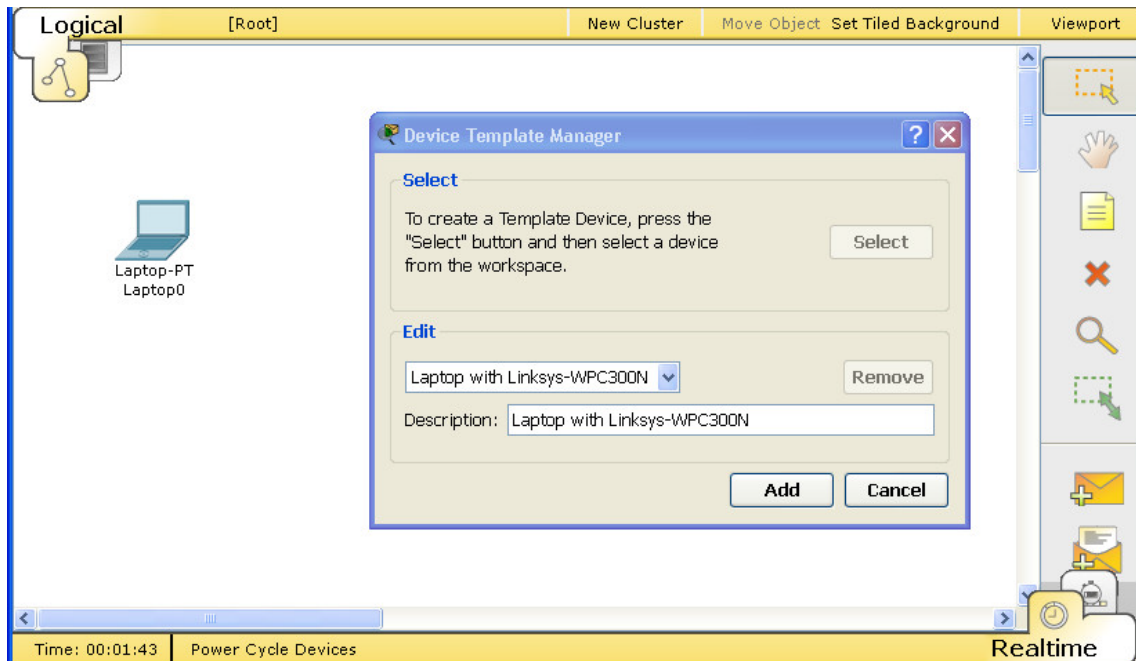 Logical [Root] New Cluster Move Object Set Tiled Background Viewport
Device Template Manager
Select
To create a Template Device, press the
"Select" button and then select a device
from the workspace.
Select
Laptop-PT
Laptop0
Edit
Laptop with Linksys-WPC300N Remove
Description: Laptop with Linksys-WPC300N
Add Cancel
Time: 00:01:43 Power Cycle Devices Realtime